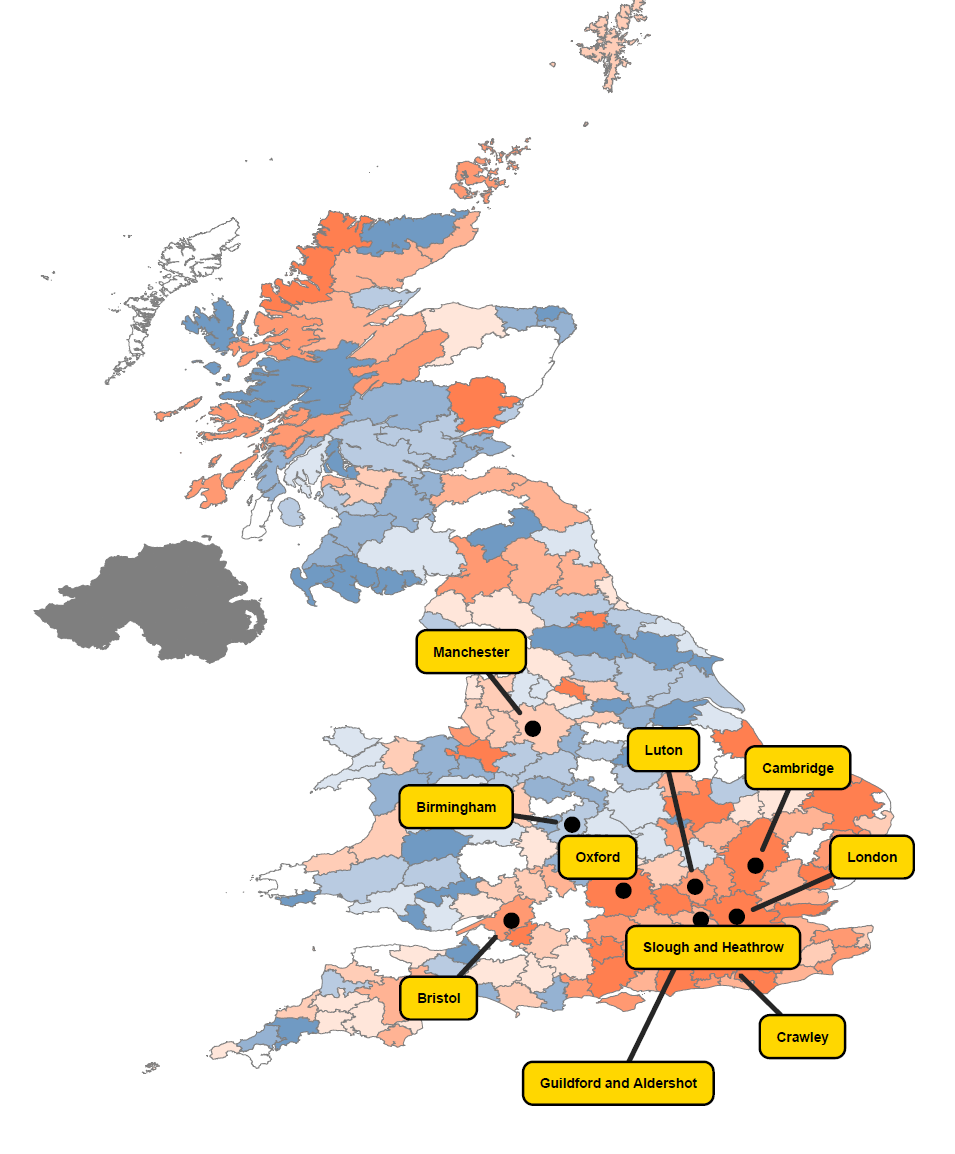 Manchester
Luton
Cambridge
Birmingham
Oxford
London
Slough and Heathrow
Bristol
Crawley
Guildford and Aldershot